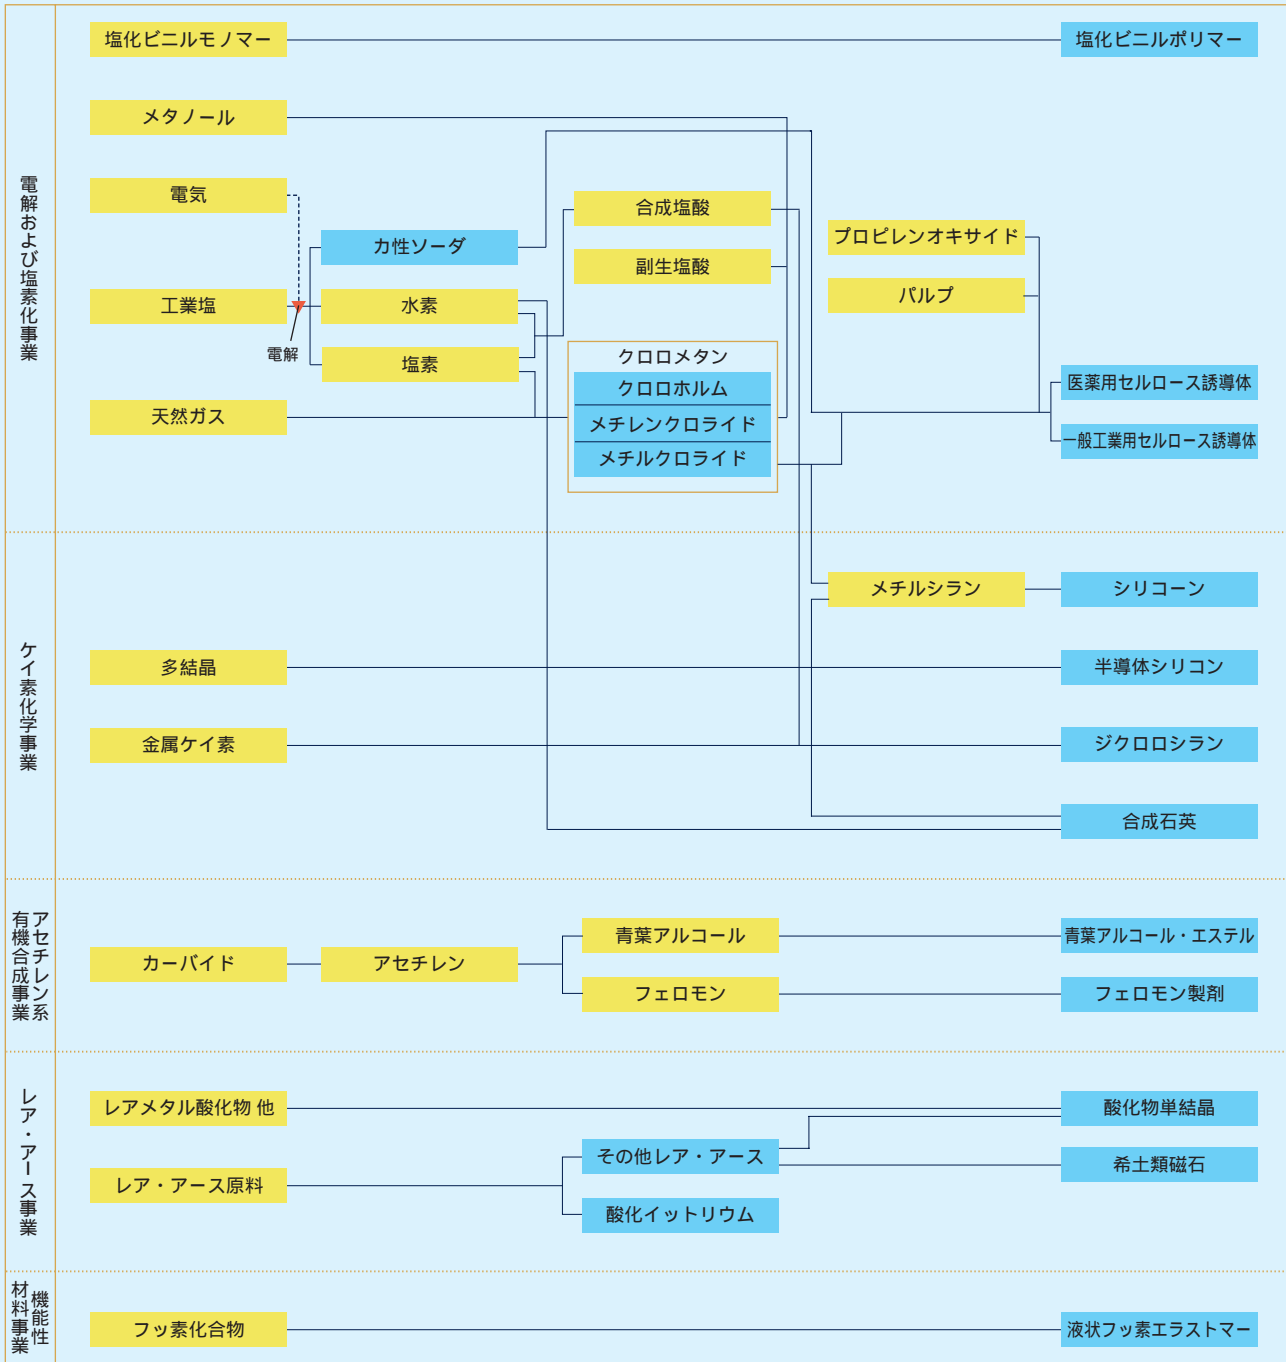 電解および塩素化事業
塩化ビニルモノマー
塩化ビニルポリマー
メタノール
電気
合成塩酸
プロピレンオキサイド
カ性ソーダ
副生塩酸
パルプ
工業塩
水素
電解
塩素
クロロメタン
クロロホルム
メチレンクロライド
メチルクロライド
天然ガス
医薬用セルロース誘導体
一般工業用セルロース誘導体
ケイ素化学事業
メチルシラン
シリコーン
多結晶
半導体シリコン
金属ケイ素
ジクロロシラン
合成石英
アセチレン系
有機合成事業
カーバイド
アセチレン
青葉アルコール
青葉アルコール・エステル
フェロモン
フェロモン製剤
レア・アース事業
レアメタル酸化物 他
酸化物単結晶
その他レア・アース
希土類磁石
レア・アース原料
酸化イットリウム
機能性
材料事業
フッ素化合物
液状フッ素エラストマー